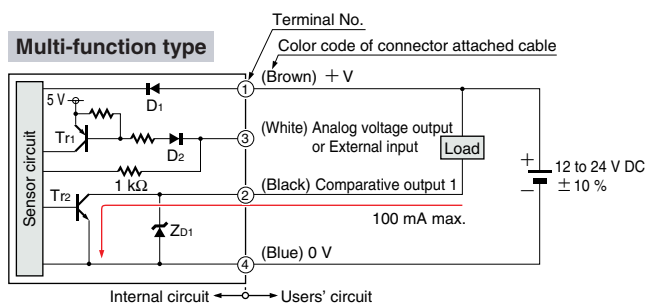 Terminal No.
Multi-function type
Color code of connector attached cable
1
(Brown) +V
5 V
D1
Tr1
3
(White) Analog voltage output
or External input
Load
D2
Sensor circuit
1 kΩ
+
−
12 to 24 V DC
±10 %
Tr2
2
(Black) Comparative output 1
100 mA max.
ZD1
4
(Blue) 0 V
Internal circuit
Users' circuit